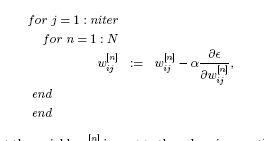 for j = 1 : niter
for n = 1 : N
w_{ij}^{[n]} := w_{ij}^{[n]} − α ∂ϵ / ∂w_{ij}^{[n]},
end
end